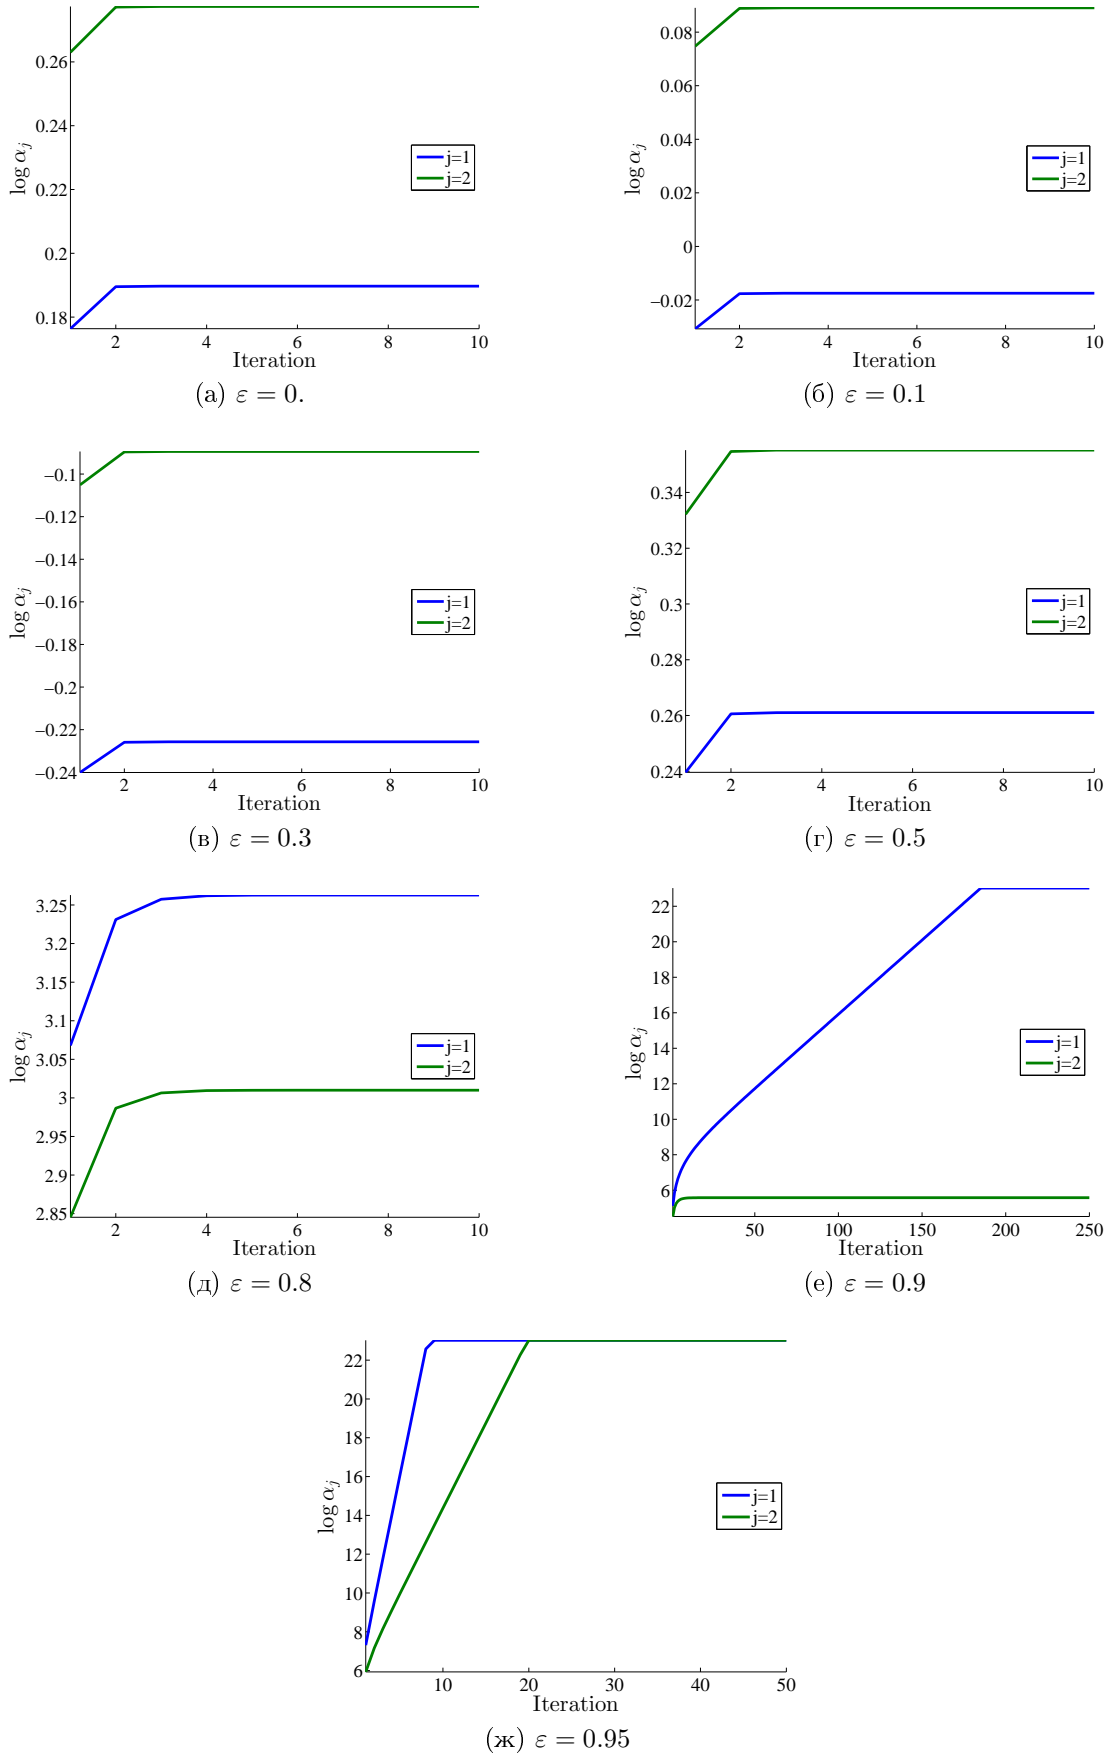 0.26
0.24
0.22
0.2
0.18
log α_j
j=1
j=2
2 4 6 8 10
Iteration
(а) ε = 0.
0.08
0.06
0.04
0.02
0
−0.02
log α_j
j=1
j=2
2 4 6 8 10
Iteration
(б) ε = 0.1
−0.1
−0.12
−0.14
−0.16
−0.18
−0.2
−0.22
−0.24
log α_j
j=1
j=2
2 4 6 8 10
Iteration
(в) ε = 0.3
0.34
0.32
0.3
0.28
0.26
0.24
log α_j
j=1
j=2
2 4 6 8 10
Iteration
(г) ε = 0.5
3.25
3.2
3.15
3.1
3.05
3
2.95
2.9
2.85
log α_j
j=1
j=2
2 4 6 8 10
Iteration
(д) ε = 0.8
22
20
18
16
14
12
10
8
6
log α_j
j=1
j=2
50 100 150 200 250
Iteration
(е) ε = 0.9
22
20
18
16
14
12
10
8
6
log α_j
j=1
j=2
10 20 30 40 50
Iteration
(ж) ε = 0.95